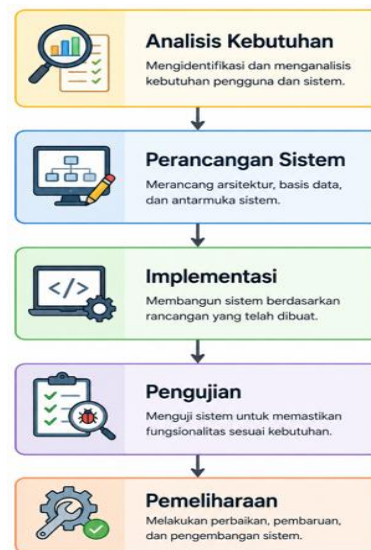 Analisis Kebutuhan
Mengidentifikasi dan menganalisis
kebutuhan pengguna dan sistem.
Perancangan Sistem
Merancang arsitektur, basis data,
dan antarmuka sistem.
</>
Implementasi
Membangun sistem berdasarkan
rancangan yang telah dibuat.
Pengujian
Menguji sistem untuk memastikan
fungsionalitas sesuai kebutuhan.
Pemeliharaan
Melakukan perbaikan, pembaruan,
dan pengembangan sistem.